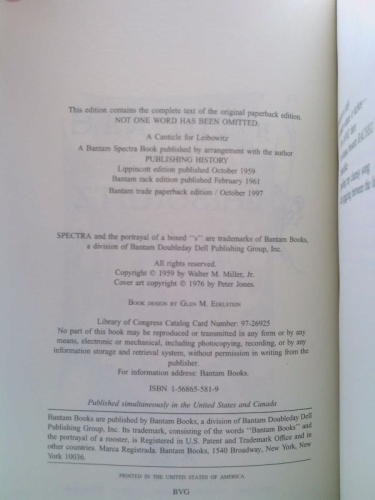 This edition contains the complete text of the original paperback edition.
NOT ONE WORD HAS BEEN OMITTED.
A Canticle for Leibowitz
A Bantam Spectra Book published by arrangement with the author
PUBLISHING HISTORY
Lippincott edition published October 1959
Bantam rack edition published February 1961
Bantam trade paperback edition / October 1997
SPECTRA and the portrayal of a boxed "s" are trademarks of Bantam Books,
a division of Bantam Doubleday Dell Publishing Group, Inc.
All rights reserved.
Copyright © 1959 by Walter M. Miller, Jr.
Cover art copyright © 1976 by Peter Jones.
BOOK DESIGN BY GLEN M. EDELSTEIN
Library of Congress Catalog Card Number: 97-26925
No part of this book may be reproduced or transmitted in any form or by any
means, electronic or mechanical, including photocopying, recording, or by any
information storage and retrieval system, without permission in writing from the
publisher.
For information address: Bantam Books.
ISBN 1-56865-581-9
Published simultaneously in the United States and Canada
Bantam Books are published by Bantam Books, a division of Bantam Doubleday Dell
Publishing Group, Inc. Its trademark, consisting of the words "Bantam Books" and
the portrayal of a rooster, is Registered in U.S. Patent and Trademark Office and in
other countries. Marca Registrada. Bantam Books, 1540 Broadway, New York, New
York 10036.
PRINTED IN THE UNITED STATES OF AMERICA
BVG